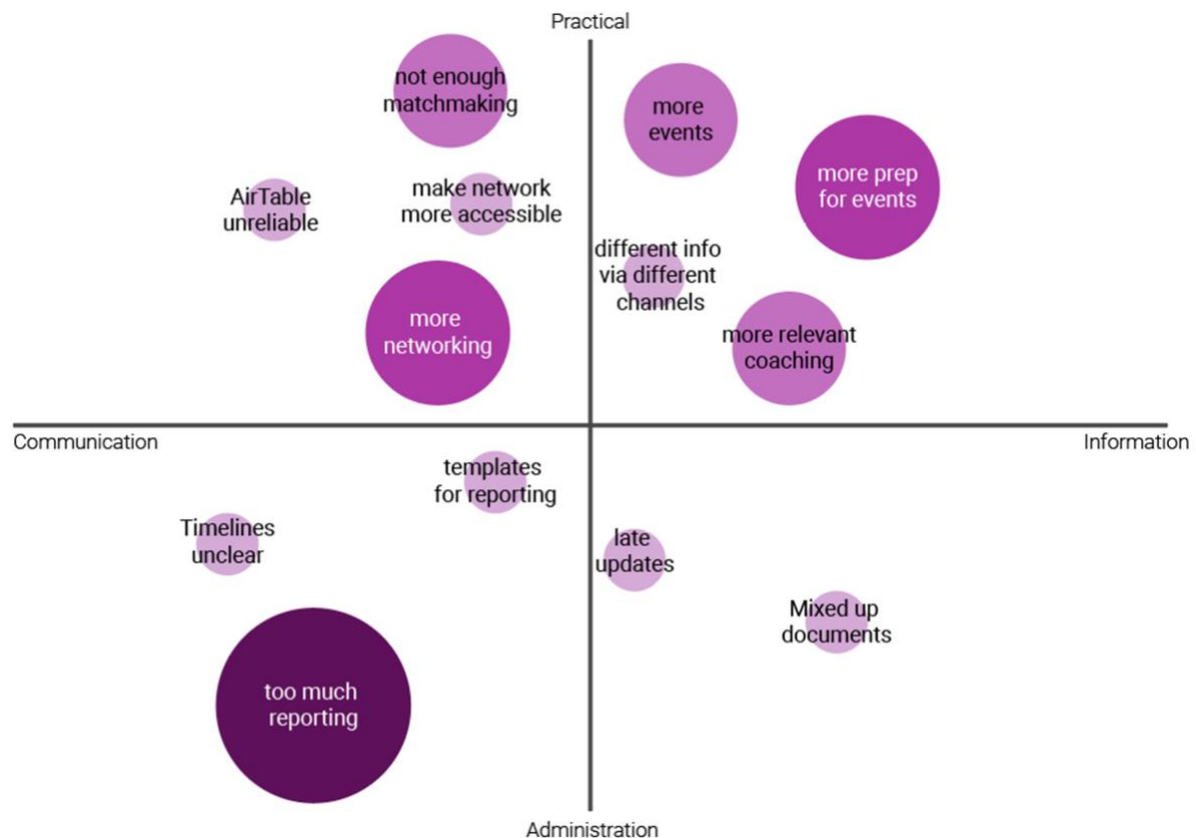 Practical
not enough
matchmaking
more
events
more prep
for events
AirTable
unreliable
make network
more accessible
different info
via different
channels
more
networking
more relevant
coaching
Communication
Information
templates
for reporting
Timelines
unclear
late
updates
Mixed up
documents
too much
reporting
Administration